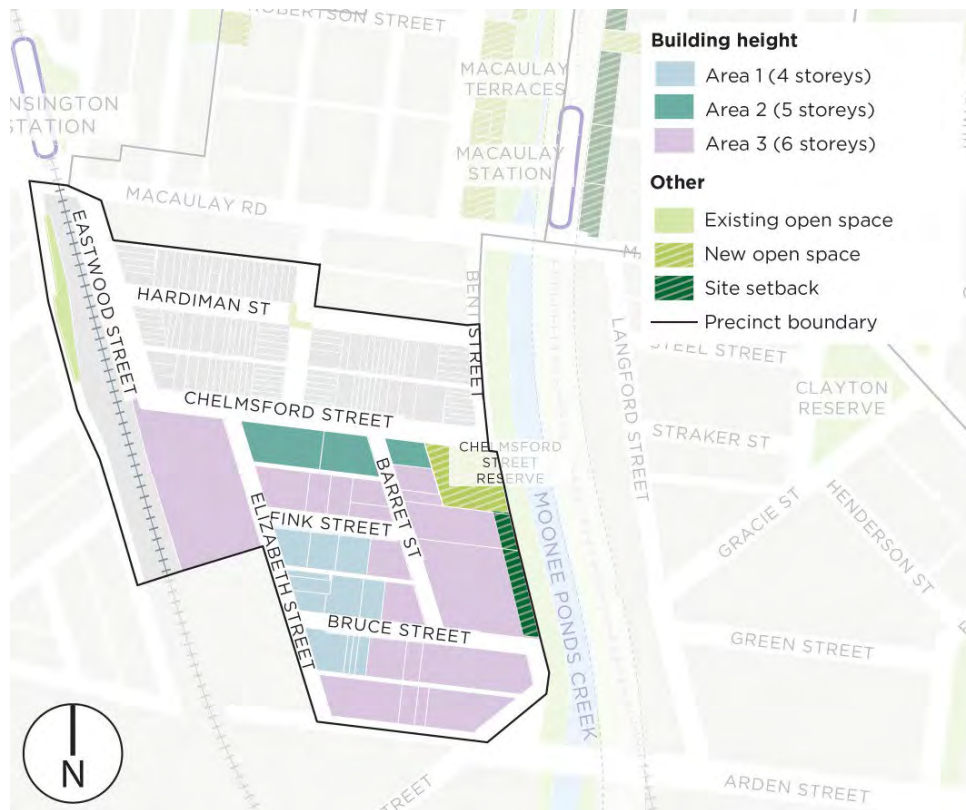 ROBERTSON STREET
NSINGTON
STATION
MACAULAY
TERRACES
MACAULAY
STATION
MACAULAY RD
Building height
Area 1 (4 storeys)
Area 2 (5 storeys)
Area 3 (6 storeys)
Other
Existing open space
New open space
Site setback
Precinct boundary
EASTWOOD STREET
HARDIMAN ST
STREET
LANGFORD STREET
STEEL STREET
CLAYTON
RESERVE
CHELMSFORD STREET
CHELMSFORD
STREET
RESERVE
STRAKER ST
BARRET ST
ELIZABETH STREET
FINK STREET
MOONEE PONDS CREEK
GRACIE ST
HENDERSON ST
BRUCE STREET
GREEN STREET
N
STREET
ARDEN STREET